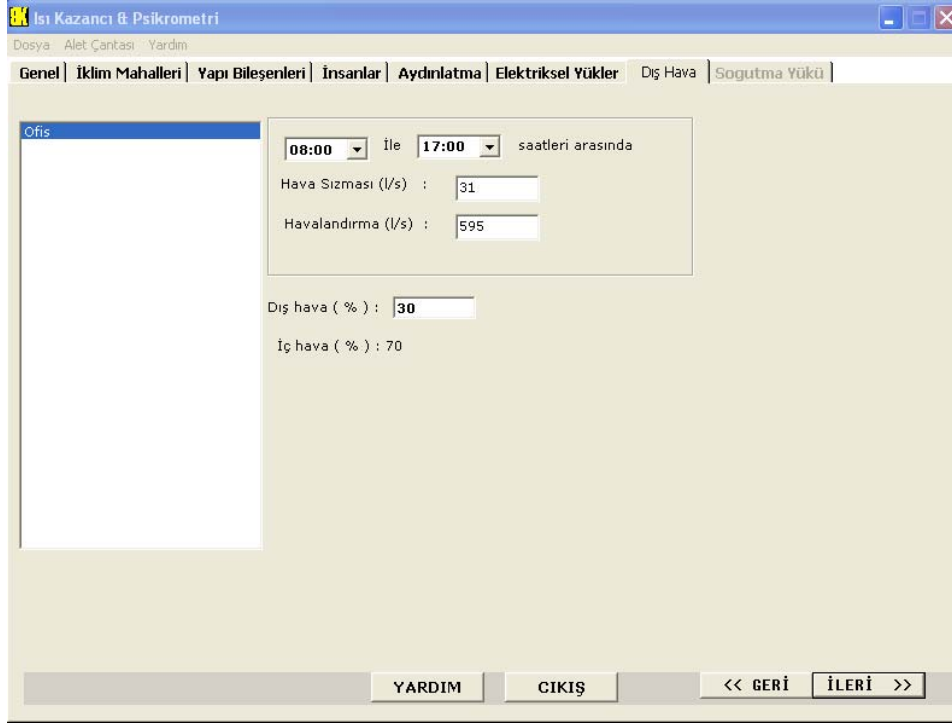 Isı Kazancı & Psikrometri
Dosya Alet Çantası Yardım
Genel İklim Mahalleri Yapı Bileşenleri İnsanlar Aydınlatma Elektriksel Yükler Dış Hava Sogutma Yükü
Ofis
08:00 İle 17:00 saatleri arasında
Hava Sızması (l/s) : 31
Havalandırma (l/s) : 595
Dış hava ( % ) : 30
İç hava ( % ) : 70
YARDIM CIKIŞ << GERİ İLERİ >>